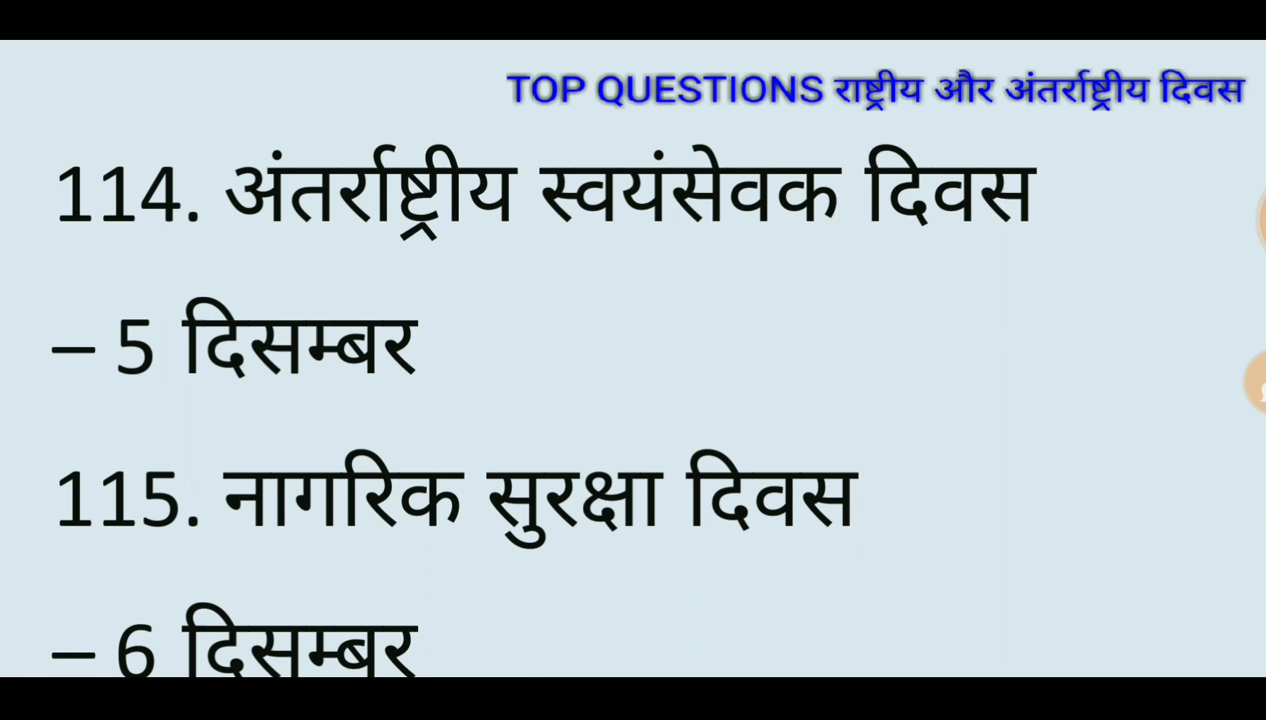 TOP QUESTIONS राष्ट्रीय और अंतर्राष्ट्रीय दिवस
114. अंतर्राष्ट्रीय स्वयंसेवक दिवस
– 5 दिसम्बर
115. नागरिक सुरक्षा दिवस
– 6 दिसम्बर